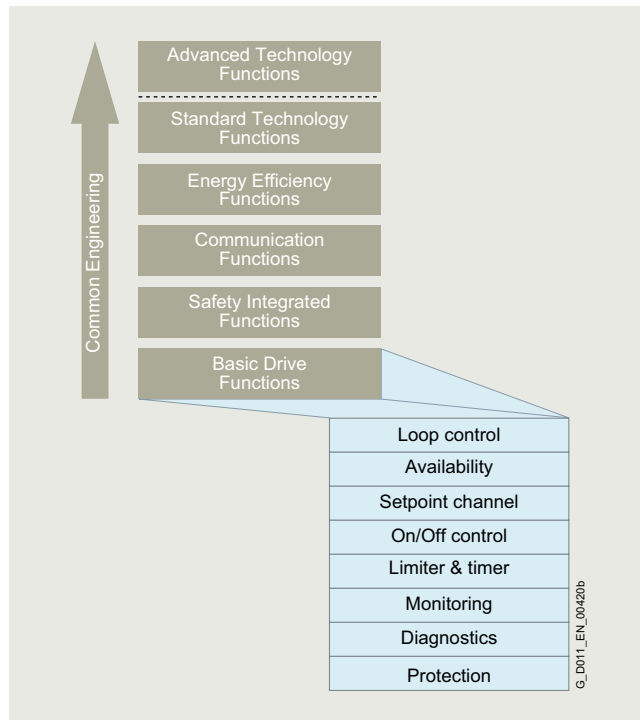 Advanced Technology
Functions
Standard Technology
Functions
Energy Efficiency
Functions
Communication
Functions
Safety Integrated
Functions
Basic Drive
Functions
Common Engineering
Loop control
Availability
Setpoint channel
On/Off control
Limiter & timer
Monitoring
Diagnostics
Protection
G_D011_EN_00420b